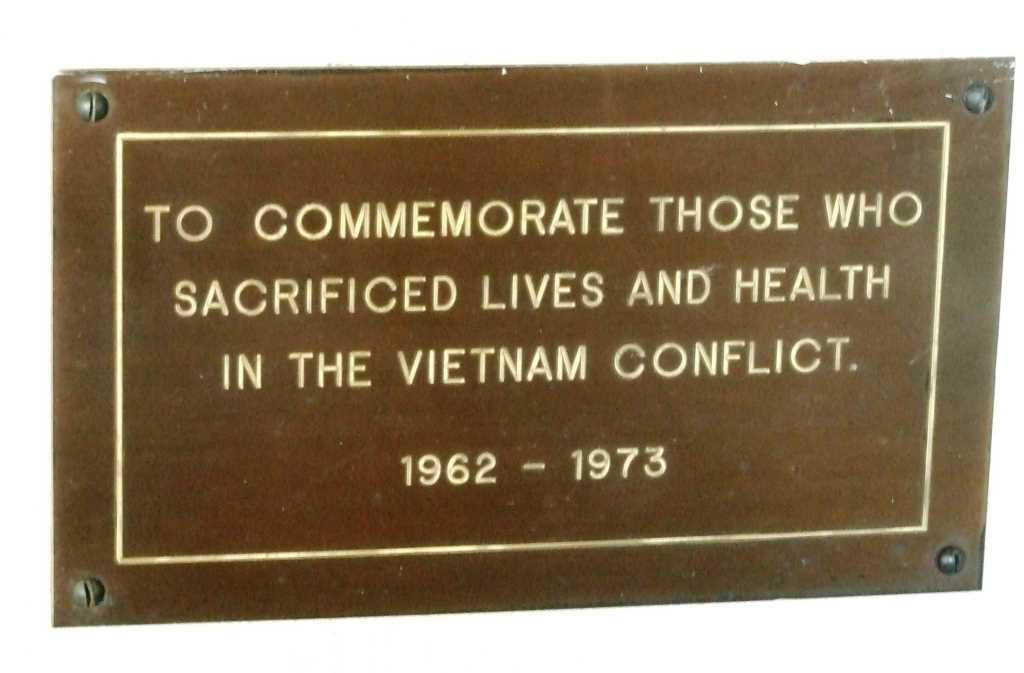 TO COMMEMORATE THOSE WHO
SACRIFICED LIVES AND HEALTH
IN THE VIETNAM CONFLICT.
1962 - 1973